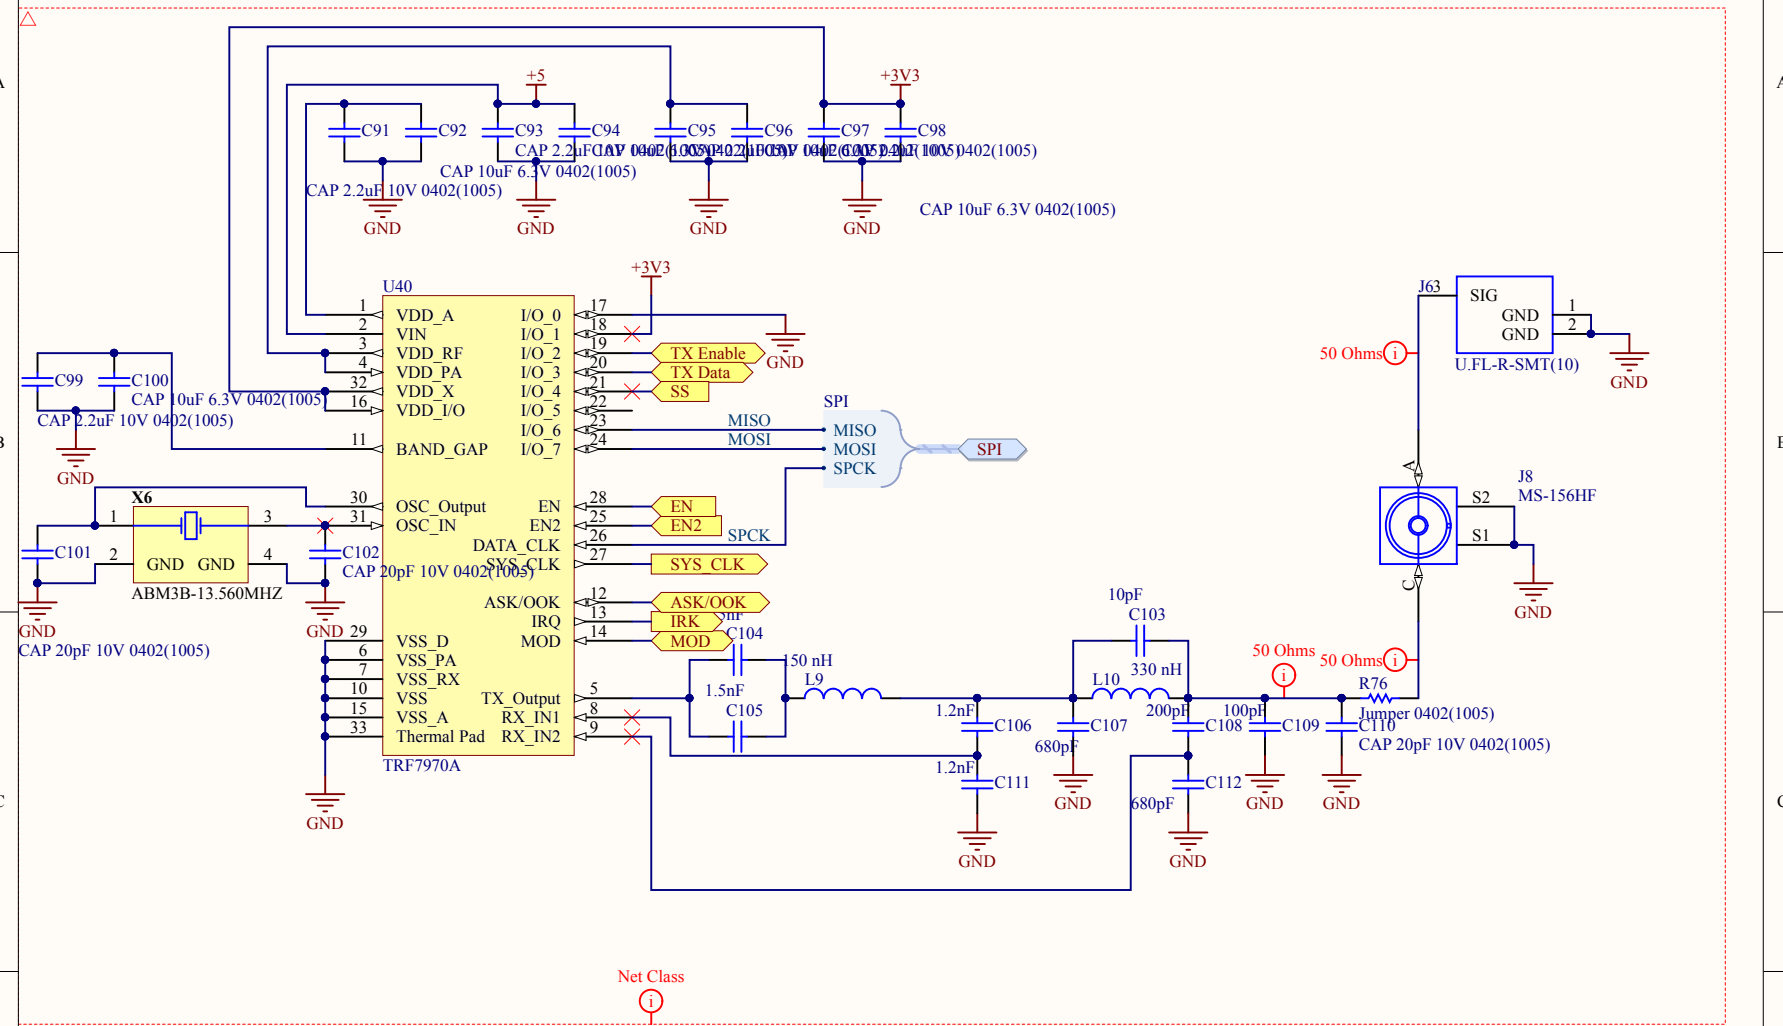 A
A
+5
+3V3
C91
C92
C93
C94
C95
C96
C97
C98
CAP 10uF 6.3V 0402(1005)
CAP 2.2uF 10V 0402(1005)
GND
GND
GND
GND
CAP 10uF 6.3V 0402(1005)
+3V3
U40
J63
SIG
GND
1
GND
2
U.FL-R-SMT(10)
GND
50 Ohms
i
1
VDD_A
I/O_0
17
2
VIN
I/O_1
18
3
VDD_RF
I/O_2
19
TX Enable
GND
4
VDD_PA
I/O_3
20
TX Data
32
VDD_X
I/O_4
21
SS
16
VDD_I/O
I/O_5
22
SPI
I/O_6
23
MISO
MISO
11
BAND_GAP
I/O_7
24
MOSI
MOSI
SPI
SPCK
C99
C100
CAP 10uF 6.3V 0402(1005)
CAP 2.2uF 10V 0402(1005)
B
GND
X6
1
3
2
GND
GND
4
ABM3B-13.560MHZ
C101
C102
CAP 20pF 10V 0402(1005)
GND
GND
CAP 20pF 10V 0402(1005)
30
OSC_Output
EN
28
EN
31
OSC_IN
EN2
25
EN2
DATA_CLK
26
SPCK
SYS_CLK
27
SYS_CLK
ASK/OOK
12
ASK/OOK
IRQ
13
IRK
29
VSS_D
MOD
14
MOD
6
VSS_PA
7
VSS_RX
10
VSS
TX_Output
5
15
VSS_A
RX_IN1
8
33
Thermal Pad
RX_IN2
9
TRF7970A
GND
C104
1.5nF
C105
150 nH
L9
10pF
C103
330 nH
L10
1.2nF
C106
C107
680pF
200pF
C108
100pF
C109
C110
CAP 20pF 10V 0402(1005)
1.2nF
C111
C112
680pF
GND
GND
GND
GND
GND
50 Ohms
i
50 Ohms
i
R76
Jumper 0402(1005)
A
C
J8
MS-156HF
S2
S1
GND
C
C
Net Class
i